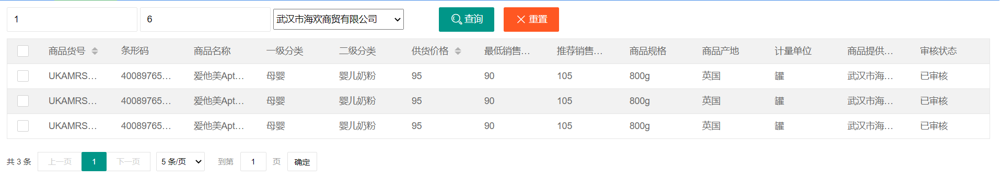 1 6 武汉市海欢商贸有限公司 查询 重置
商品货号 条形码 商品名称 一级分类 二级分类 供货价格 最低销售... 推荐销售... 商品规格 商品产地 计量单位 商品提供... 审核状态
UKAMRS... 40089765... 爱他美Apt... 母婴 婴儿奶粉 95 90 105 800g 英国 罐 武汉市海... 已审核
UKAMRS... 40089765... 爱他美Apt... 母婴 婴儿奶粉 95 90 105 800g 英国 罐 武汉市海... 已审核
UKAMRS... 40089765... 爱他美Apt... 母婴 婴儿奶粉 95 90 105 800g 英国 罐 武汉市海... 已审核
共 3 条 上一页 1 下一页 5 条/页 到第 1 页 确定